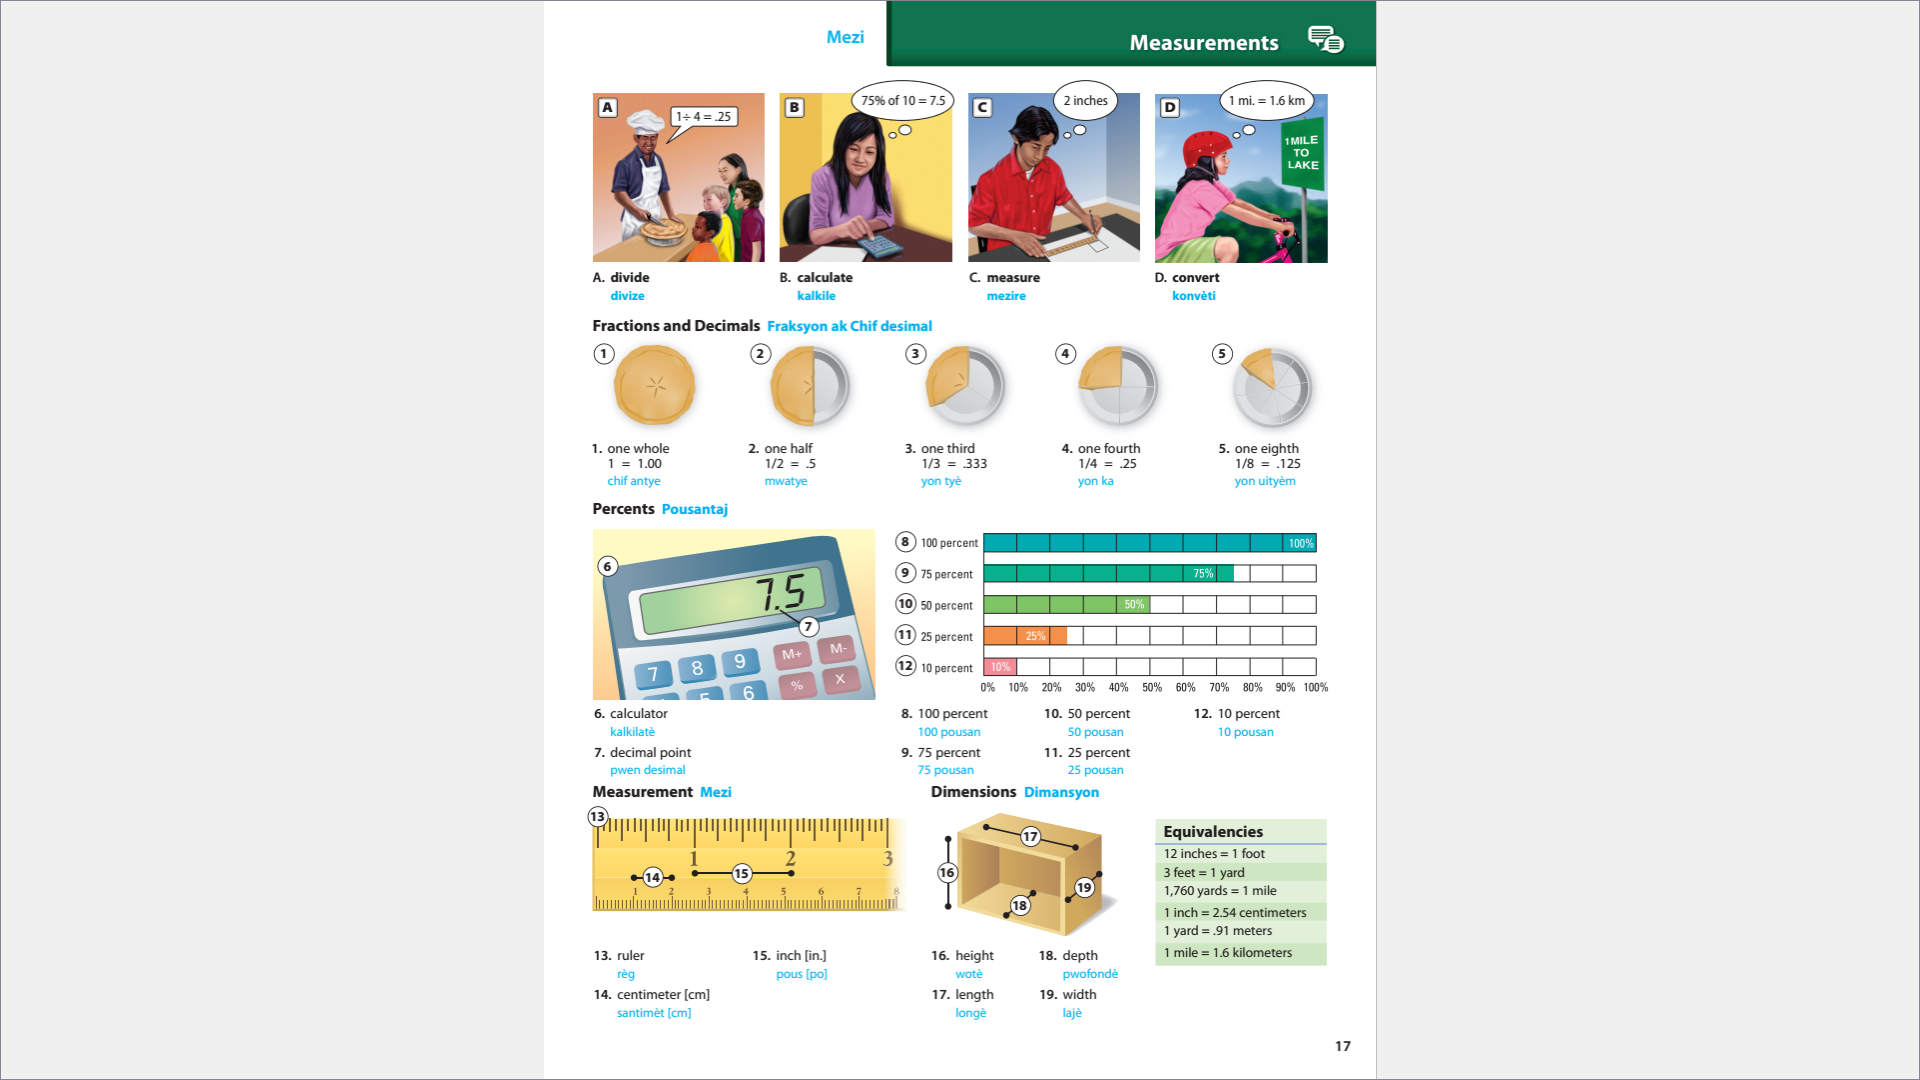 Mezi
Measurements
A
1÷ 4 = .25
B
75% of 10 = 7.5
C
2 inches
D
1 mi. = 1.6 km
1 MILE
TO
LAKE
A. divide
divize
B. calculate
kalkile
C. measure
mezire
D. convert
konvèti
Fractions and Decimals Fraksyon ak Chif desimal
1
2
3
4
5
1. one whole
1 = 1.00
chif antye
2. one half
1/2 = .5
mwatye
3. one third
1/3 = .333
yon tyè
4. one fourth
1/4 = .25
yon ka
5. one eighth
1/8 = .125
yon uityèm
Percents Pousantaj
6
7.5
7
7 8 9 M+ M-
5 6 % X
8 100 percent 100%
9 75 percent 75%
10 50 percent 50%
11 25 percent 25%
12 10 percent 10%
0% 10% 20% 30% 40% 50% 60% 70% 80% 90% 100%
6. calculator
kalkilatè
7. decimal point
pwen desimal
8. 100 percent
100 pousan
9. 75 percent
75 pousan
10. 50 percent
50 pousan
11. 25 percent
25 pousan
12. 10 percent
10 pousan
Measurement Mezi
13
1 2 3
14 15
1 2 3 4 5 6 7 8
13. ruler
règ
14. centimeter [cm]
santimèt [cm]
15. inch [in.]
pous [po]
Dimensions Dimansyon
17
16
19
18
16. height
wotè
17. length
longè
18. depth
pwofondè
19. width
lajè
Equivalencies
12 inches = 1 foot
3 feet = 1 yard
1,760 yards = 1 mile
1 inch = 2.54 centimeters
1 yard = .91 meters
1 mile = 1.6 kilometers
17